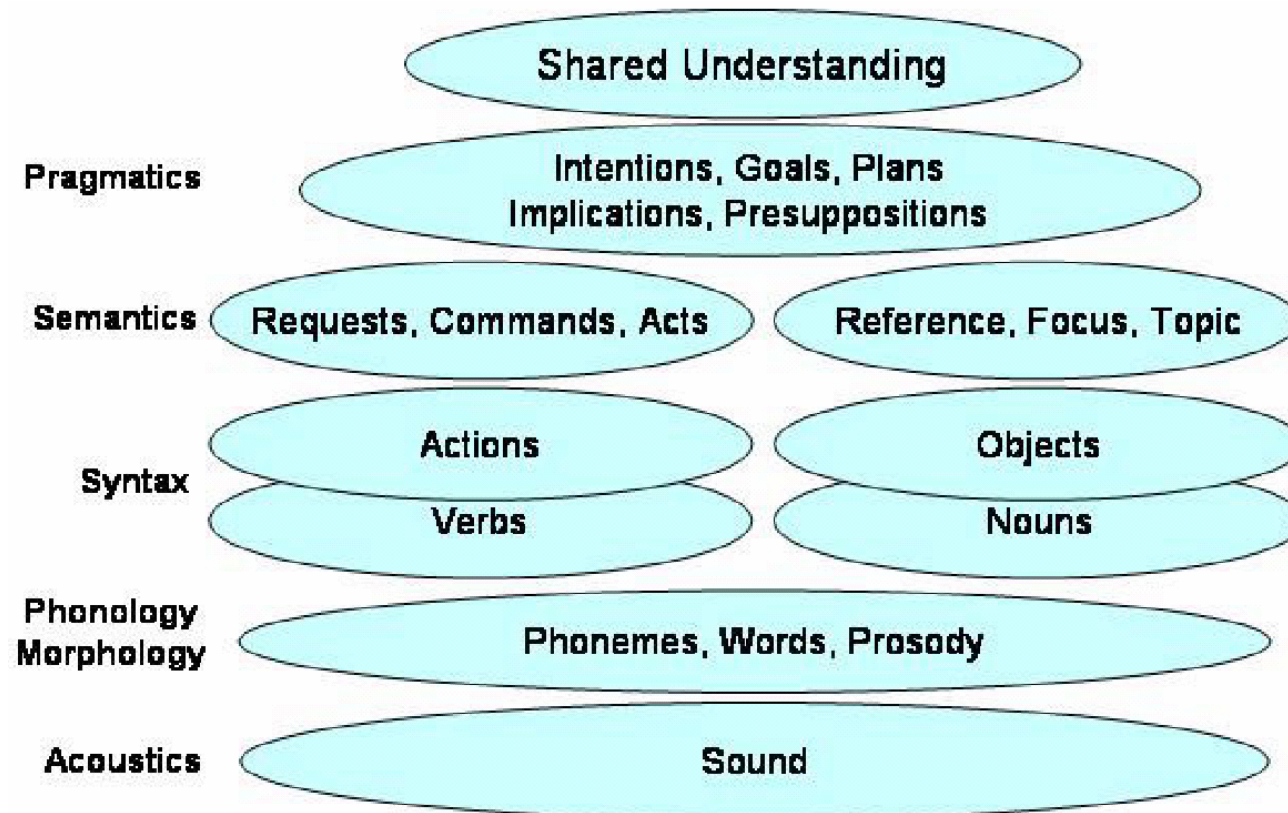 Shared Understanding
Pragmatics
Intentions, Goals, Plans
Implications, Presuppositions
Semantics
Requests, Commands, Acts
Reference, Focus, Topic
Syntax
Actions
Objects
Verbs
Nouns
Phonology
Morphology
Phonemes, Words, Prosody
Acoustics
Sound